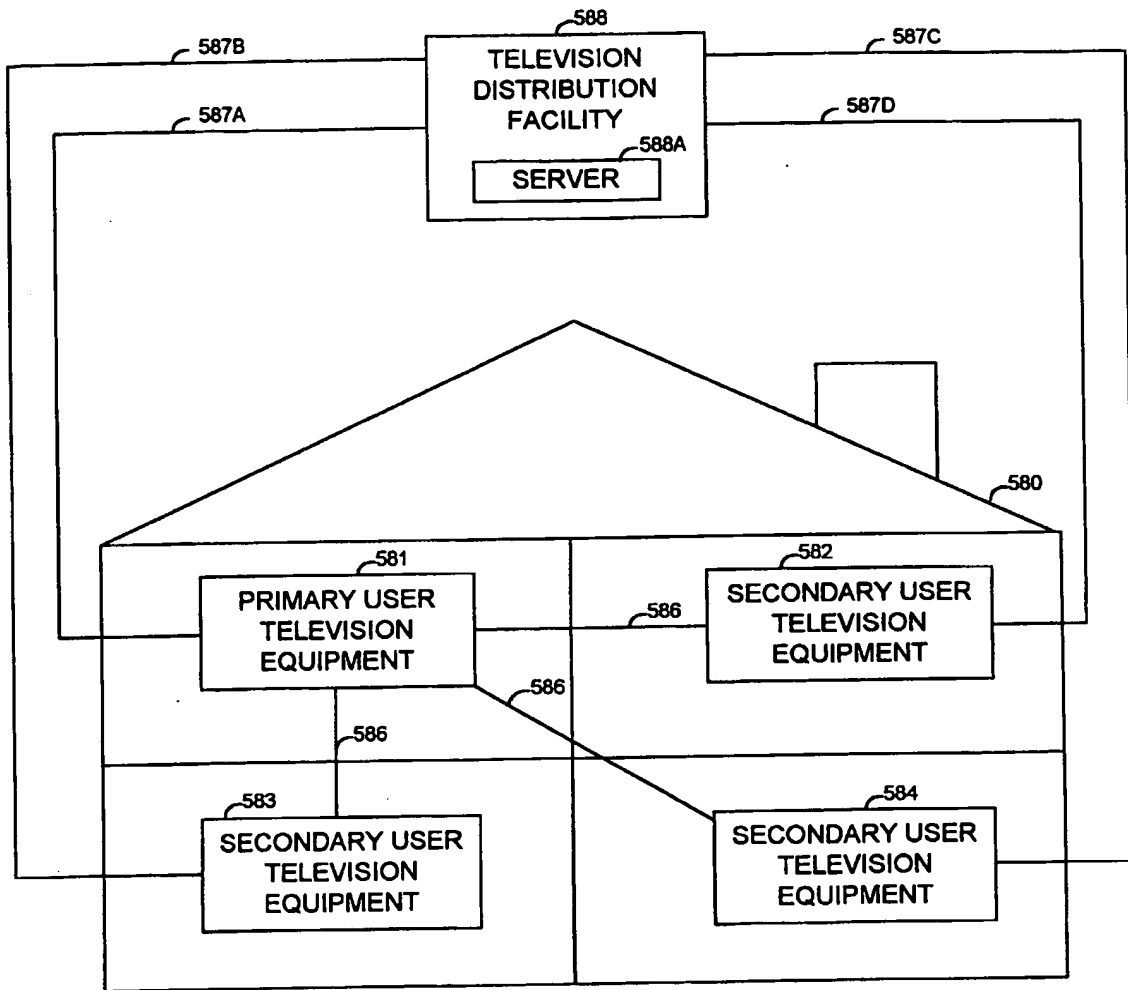 588
587B
587C
TELEVISION
DISTRIBUTION
FACILITY
587A
587D
588A
SERVER
580
581
582
PRIMARY USER
TELEVISION
EQUIPMENT
586
SECONDARY USER
TELEVISION
EQUIPMENT
586
586
583
584
SECONDARY USER
TELEVISION
EQUIPMENT
SECONDARY USER
TELEVISION
EQUIPMENT